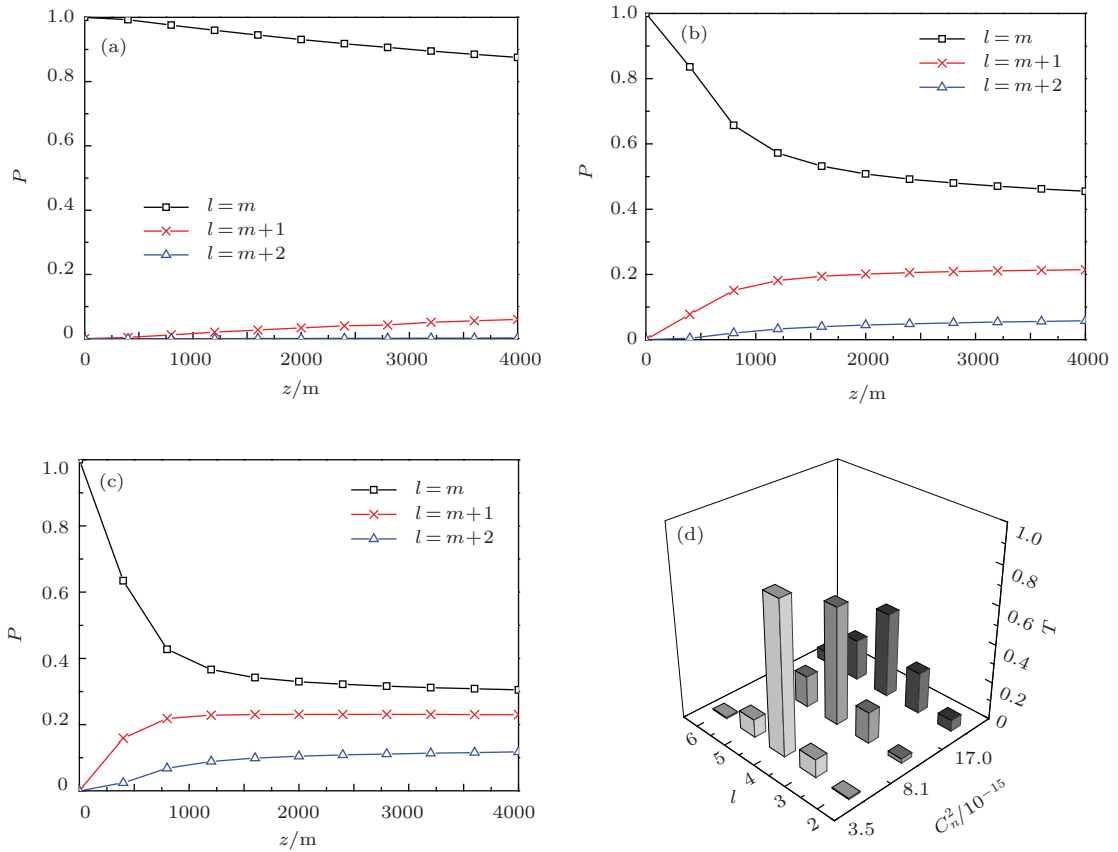 (a)
1.0
0.8
0.6
0.4
0.2
0
P
l = m
l = m+1
l = m+2
0 1000 2000 3000 4000
z/m
(b)
1.0
0.8
0.6
0.4
0.2
0
P
l = m
l = m+1
l = m+2
0 1000 2000 3000 4000
z/m
(c)
1.0
0.8
0.6
0.4
0.2
0
P
l = m
l = m+1
l = m+2
0 1000 2000 3000 4000
z/m
(d)
1.0
0.8
0.6
0.4
0.2
0
T
6 5 4 3 2
l
3.5 8.1 17.0
C_n^2/10^{-15}